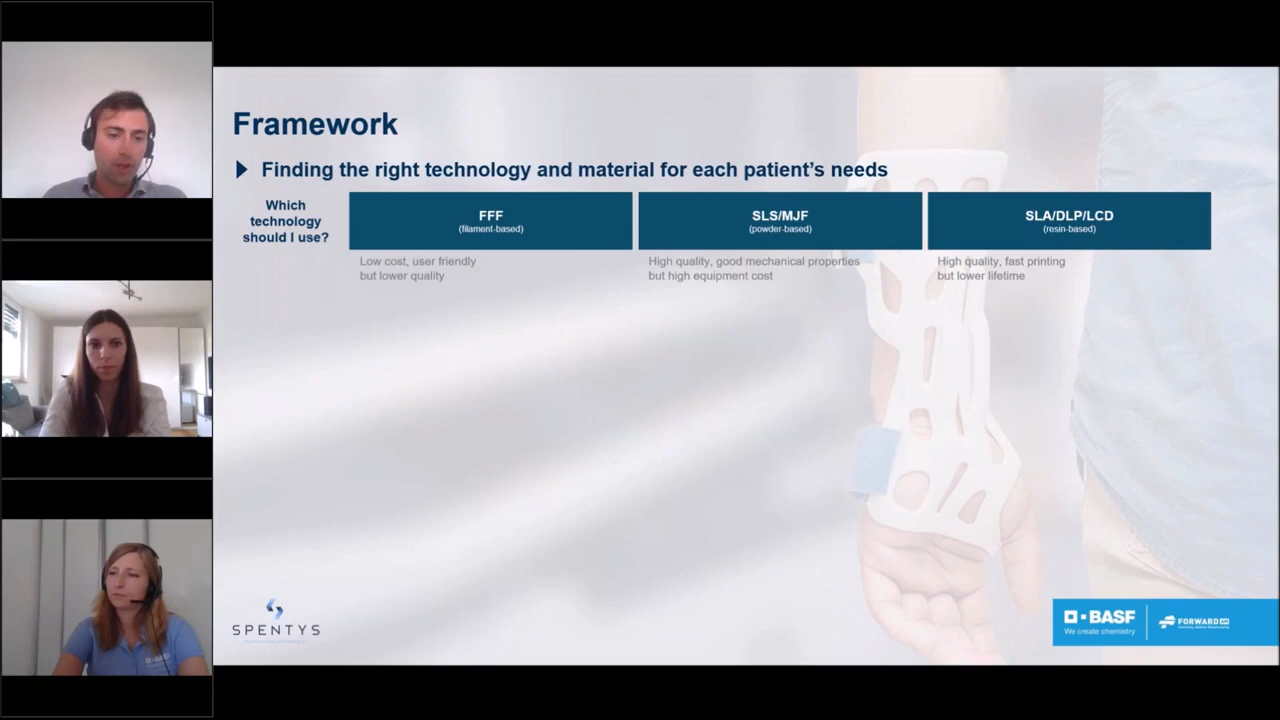 Framework
Finding the right technology and material for each patient's needs
Which
technology
should I use?
FFF
(filament-based)
Low cost, user friendly
but lower quality
SLS/MJF
(powder-based)
High quality, good mechanical properties
but high equipment cost
SLA/DLP/LCD
(resin-based)
High quality, fast printing
but lower lifetime
SPENTYS
BASF
We create chemistry
FORWARD AM
BASF